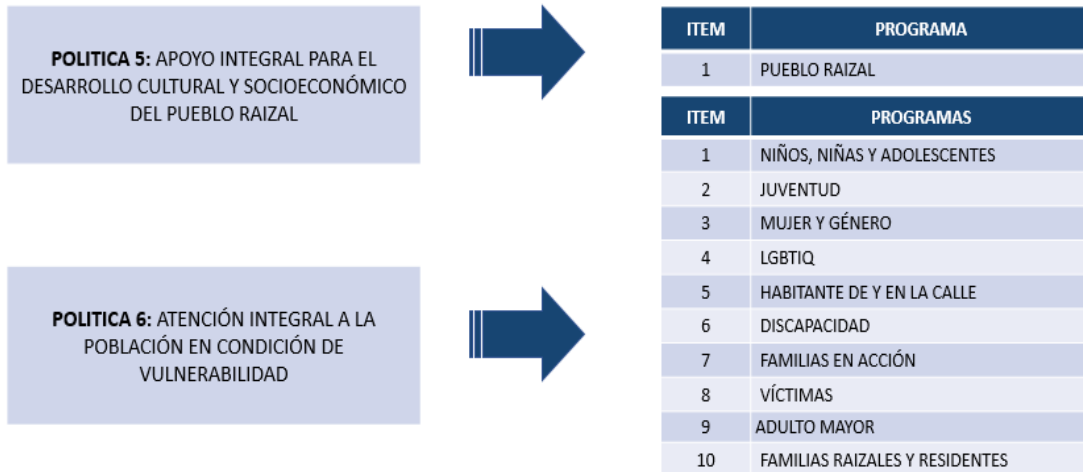 POLITICA 5: APOYO INTEGRAL PARA EL
DESARROLLO CULTURAL Y SOCIOECONÓMICO
DEL PUEBLO RAIZAL
ITEM PROGRAMA
1 PUEBLO RAIZAL
POLITICA 6: ATENCIÓN INTEGRAL A LA
POBLACIÓN EN CONDICIÓN DE
VULNERABILIDAD
ITEM PROGRAMAS
1 NIÑOS, NIÑAS Y ADOLESCENTES
2 JUVENTUD
3 MUJER Y GÉNERO
4 LGBTIQ
5 HABITANTE DE Y EN LA CALLE
6 DISCAPACIDAD
7 FAMILIAS EN ACCIÓN
8 VÍCTIMAS
9 ADULTO MAYOR
10 FAMILIAS RAIZALES Y RESIDENTES